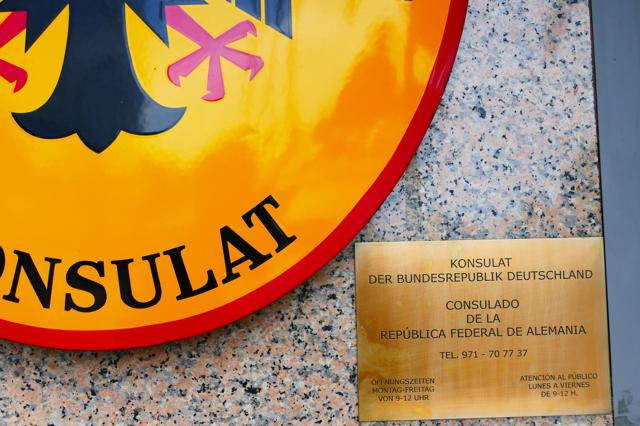 KONSULAT
KONSULAT
DER BUNDESREPUBLIK DEUTSCHLAND
CONSULADO
DE LA
REPÚBLICA FEDERAL DE ALEMANIA
TEL. 971 - 70 77 37
ÖFFNUNGSZEITEN
MONTAG-FREITAG
VON 9-12 UHR
ATENCIÓN AL PÚBLICO
LUNES A VIERNES
DE 9-12 H.